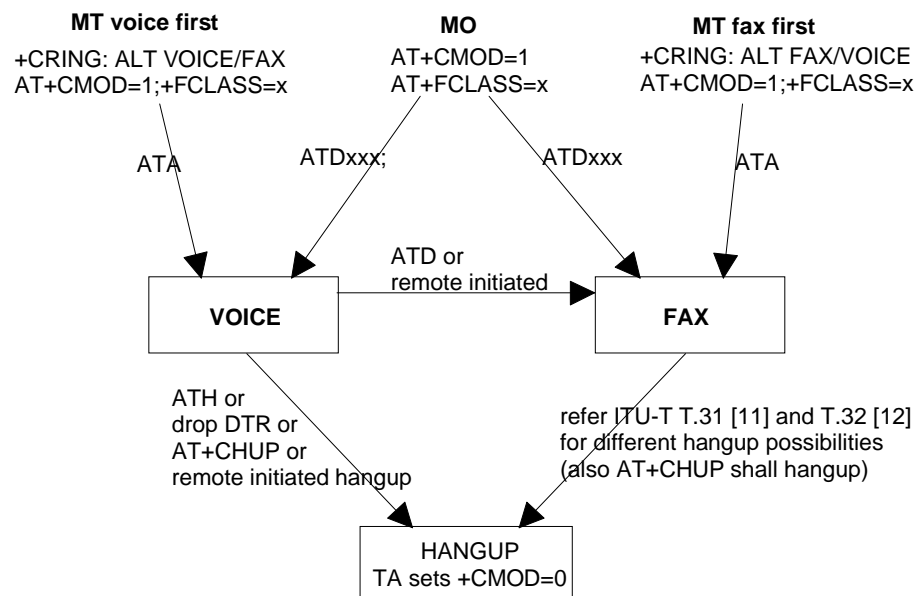 MT voice first
+CRING: ALT VOICE/FAX
AT+CMOD=1;+FCLASS=x
MO
AT+CMOD=1
AT+FCLASS=x
MT fax first
+CRING: ALT FAX/VOICE
AT+CMOD=1;+FCLASS=x
ATA
ATDxxx;
ATDxxx
ATA
ATD or
remote initiated
VOICE
FAX
ATH or
drop DTR or
AT+CHUP or
remote initiated hangup
refer ITU-T T.31 [11] and T.32 [12]
for different hangup possibilities
(also AT+CHUP shall hangup)
HANGUP
TA sets +CMOD=0